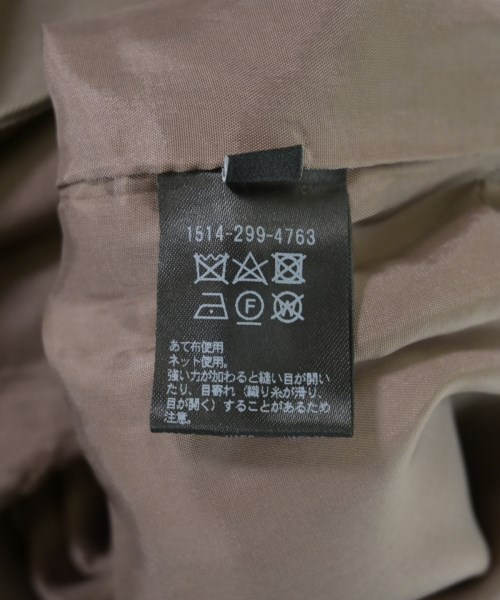 1514-299-4763
F
W
あて布使用
ネット使用。
強い力が加わると縫い目が開い
たり、目寄れ（織り糸が滑り、
目が開く）することがあるため
注意。